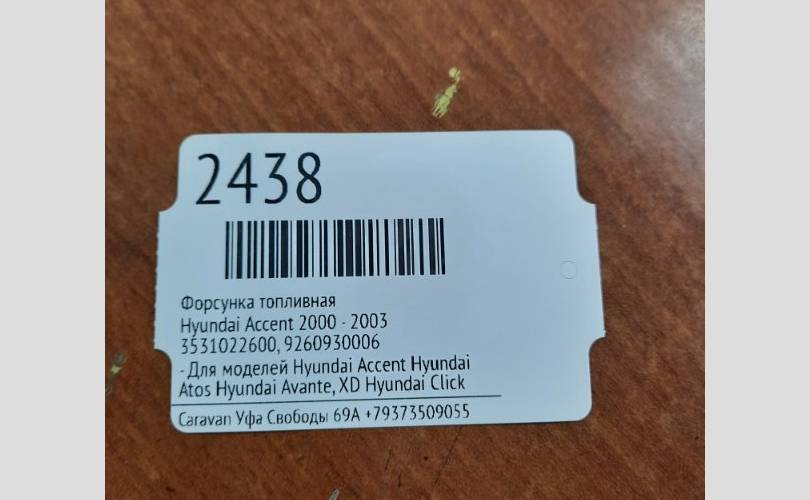 2438
Форсунка топливная
Hyundai Accent 2000 - 2003
3531022600, 9260930006
- Для моделей Hyundai Accent Hyundai
Atos Hyundai Avante, XD Hyundai Click
Caravan Уфа Свободы 69А +79373509055